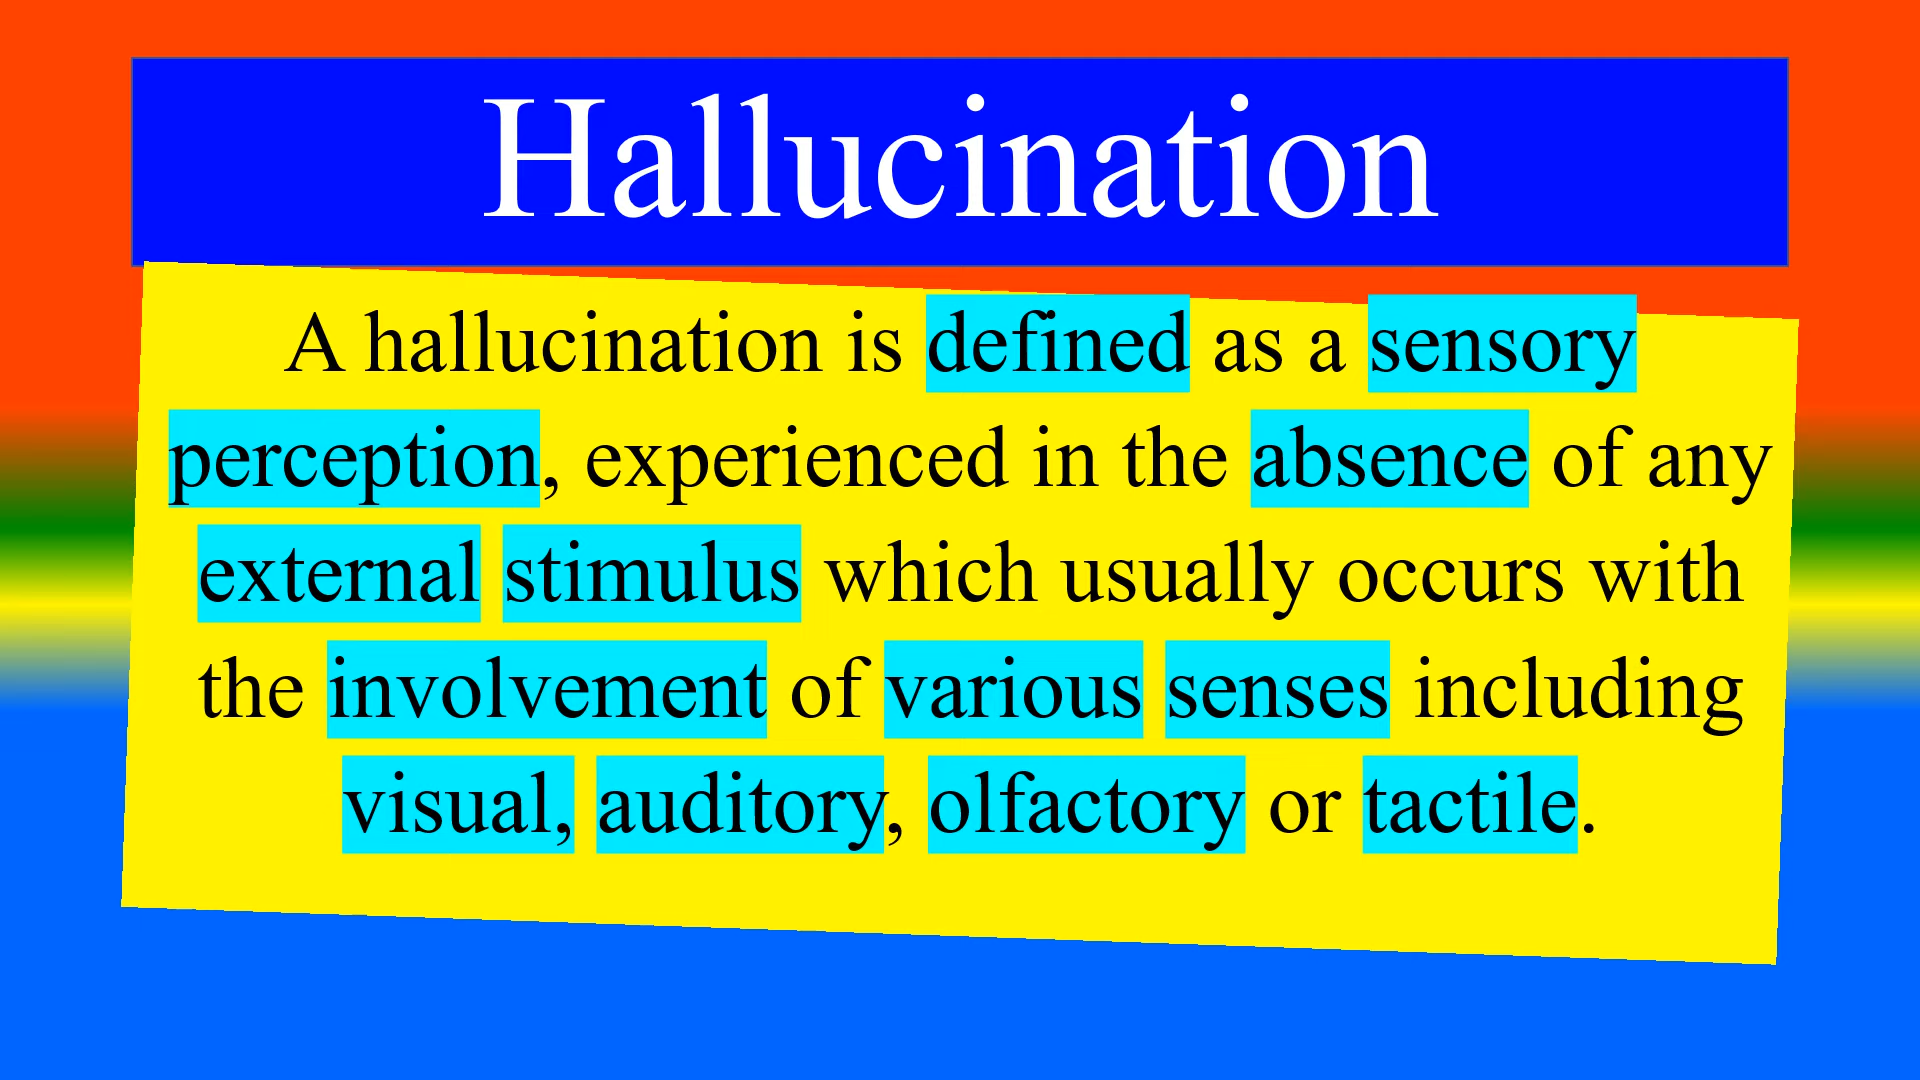 Hallucination
A hallucination is defined as a sensory
perception, experienced in the absence of any
external stimulus which usually occurs with
the involvement of various senses including
visual, auditory, olfactory or tactile.